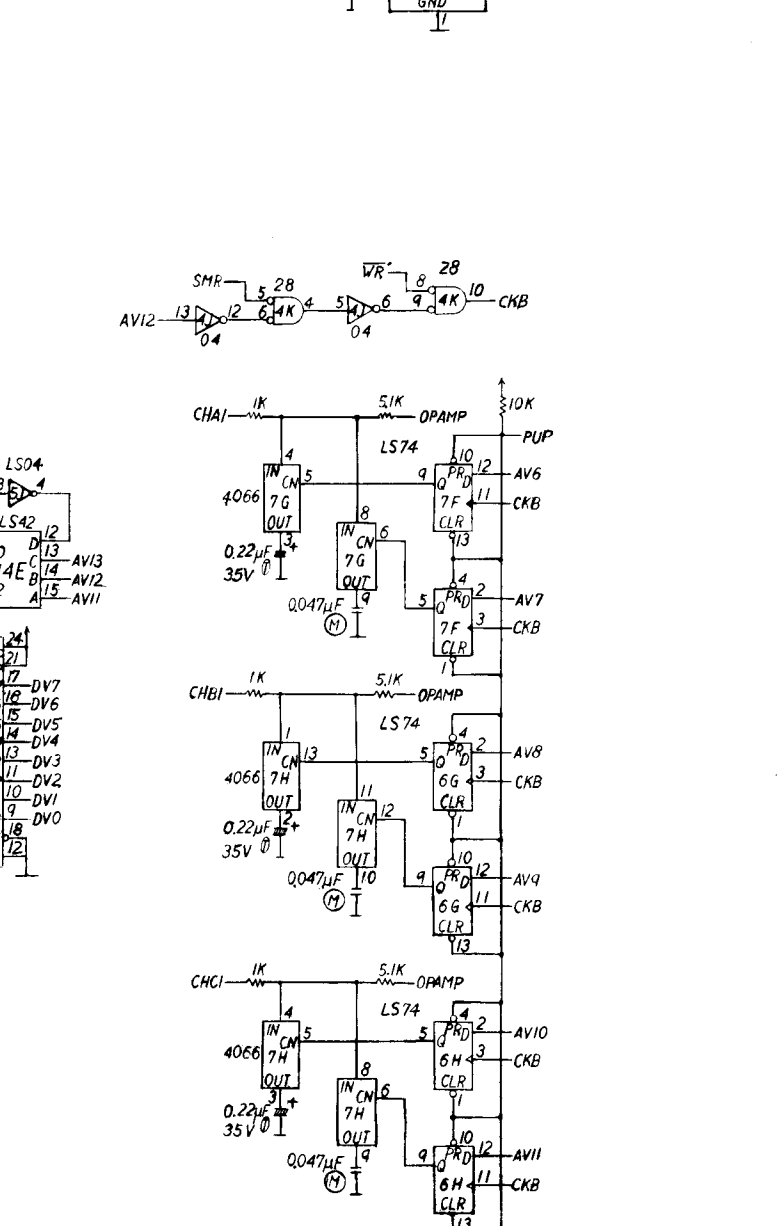 GND
1
SMR
5
28
WR
8
28
AV12
13
4J
12
6
4K
4
5
4J
6
9
4K
10
CKB
04
04
CHA1
1K
5.1K
OPAMP
10K
PUP
LS74
4
IN
CN
5
7G
OUT
4066
3
+
0.22μF
35V
8
IN
CN
6
7G
OUT
9
0.047μF
M
10
9
Q
PR
D
12
AV6
7F
11
CKB
CLR
13
4
5
Q
PR
D
2
AV7
7F
3
CKB
CLR
1
LS04
4
LS42
D
12
C
13
AV13
4E
B
14
AV12
A
15
AV11
24
21
17
DV7
16
DV6
15
DV5
14
DV4
13
DV3
11
DV2
10
DV1
9
DV0
18
12
CHB1
1K
5.1K
OPAMP
LS74
1
IN
CN
13
4066
7H
OUT
2
+
0.22μF
35V
11
IN
CN
12
7H
OUT
10
0.047μF
M
4
5
Q
PR
D
2
AV8
6G
3
CKB
CLR
1
10
9
Q
PR
D
12
AV9
6G
11
CKB
CLR
13
CHC1
1K
5.1K
OPAMP
LS74
4
IN
CN
5
4066
7H
OUT
3
+
0.22μF
35V
8
IN
CN
6
7H
OUT
9
0.047μF
M
4
5
Q
PR
D
2
AV10
6H
3
CKB
CLR
1
10
9
Q
PR
D
12
AV11
6H
11
CKB
CLR
13